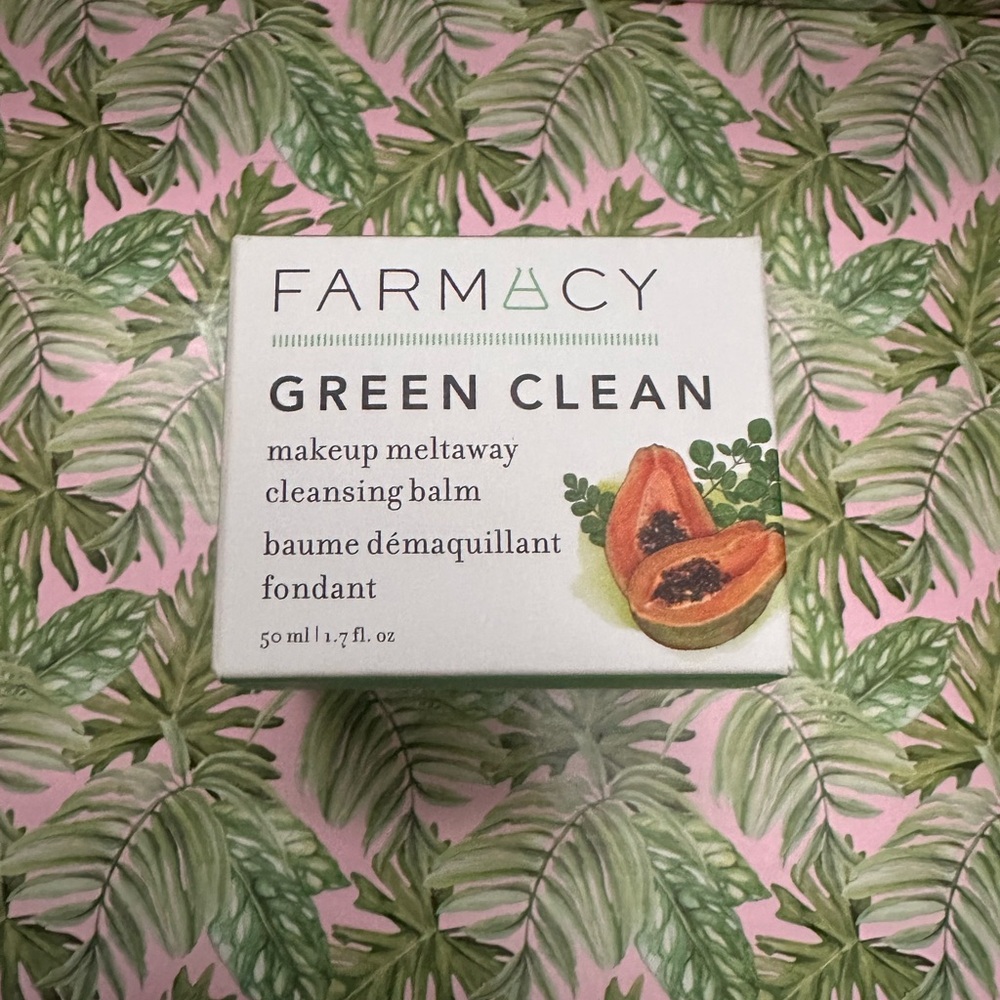 FARMACY
GREEN CLEAN
makeup meltaway
cleansing balm
baume démaquillant
fondant
50 ml | 1.7 fl. oz